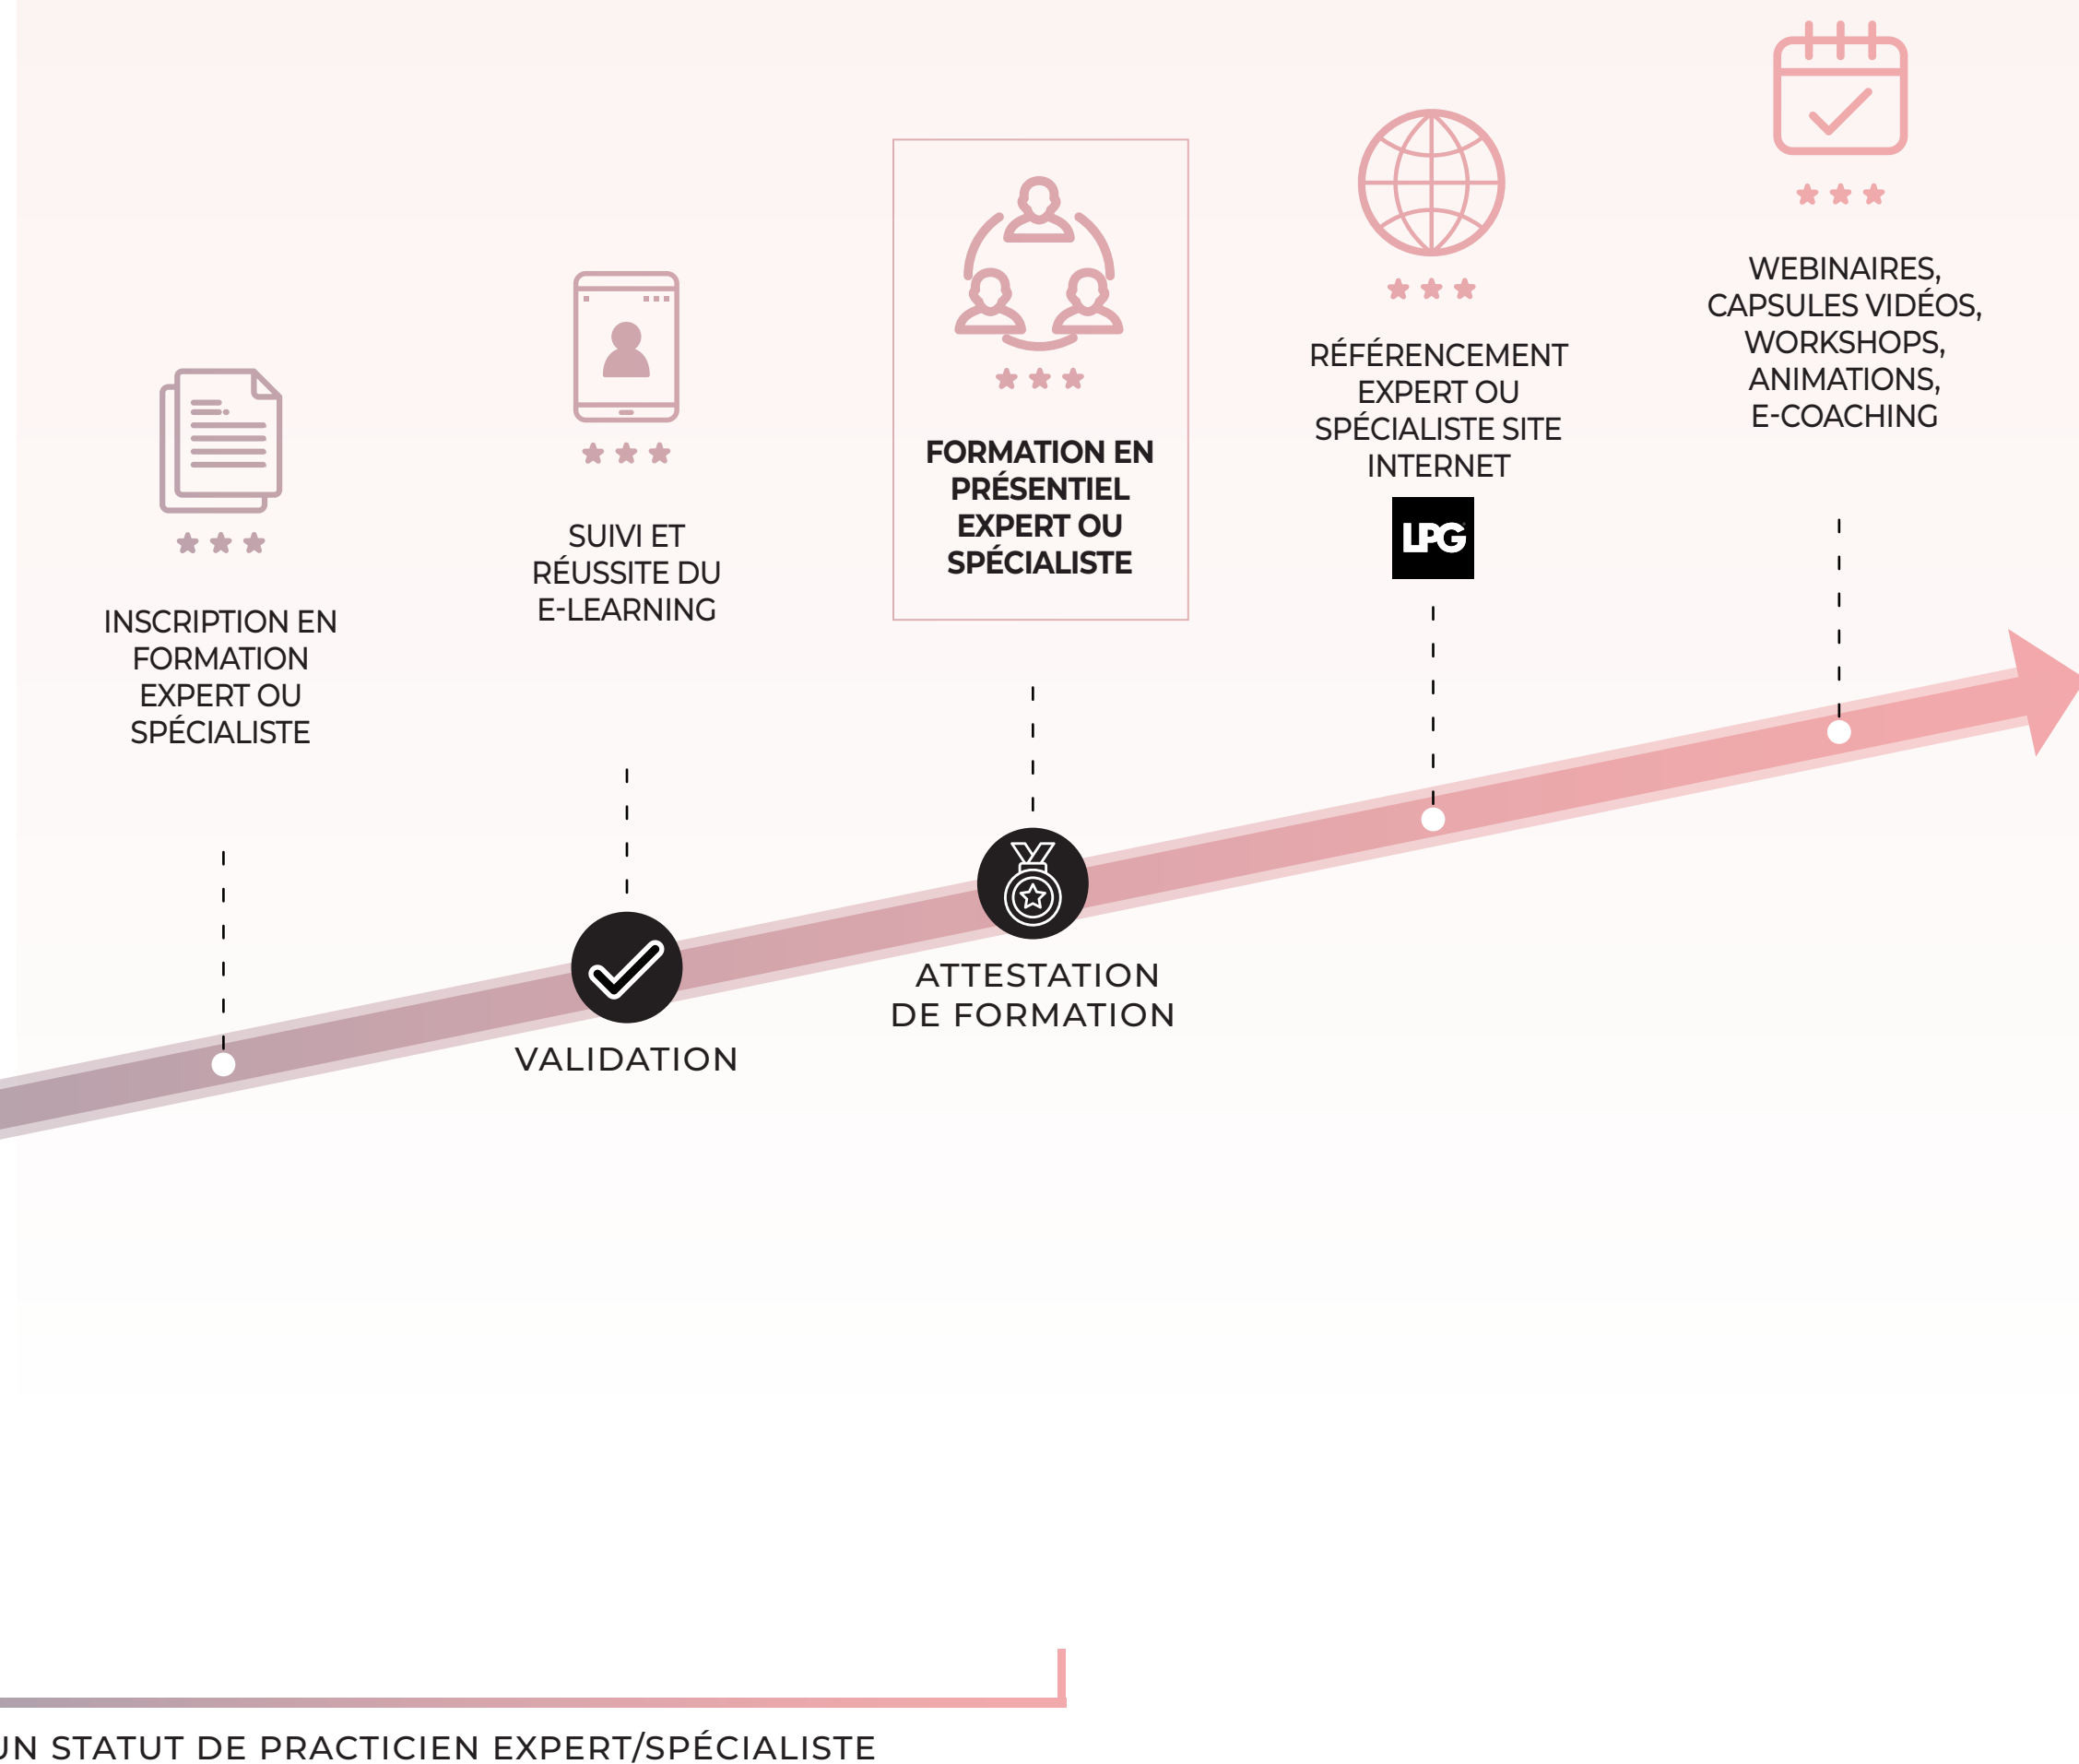 INSCRIPTION EN
FORMATION
EXPERT OU
SPÉCIALISTE
SUIVI ET
RÉUSSITE DU
E-LEARNING
FORMATION EN
PRÉSENTIEL
EXPERT OU
SPÉCIALISTE
RÉFÉRENCEMENT
EXPERT OU
SPÉCIALISTE SITE
INTERNET
LPG
WEBINAIRES,
CAPSULES VIDÉOS,
WORKSHOPS,
ANIMATIONS,
E-COACHING
VALIDATION
ATTESTATION
DE FORMATION
UN STATUT DE PRACTICIEN EXPERT/SPÉCIALISTE